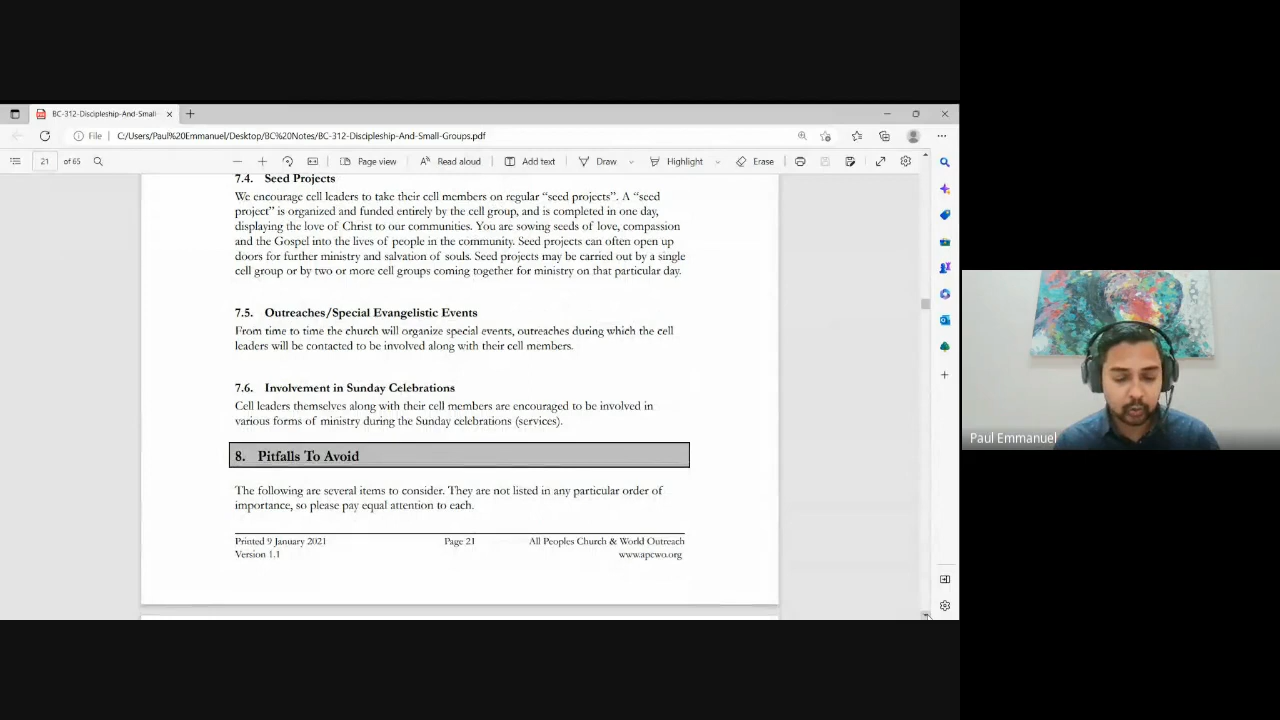 BC-312-Discipleship-And-Small
File C:/Users/Paul%20Emmanuel/Desktop/BC%20Notes/BC-312-Discipleship-And-Small-Groups.pdf
21 of 65 Page view Read aloud Add text Draw Highlight Erase
7.4. Seed Projects
We encourage cell leaders to take their cell members on regular “seed projects”. A “seed
project” is organized and funded entirely by the cell group, and is completed in one day,
displaying the love of Christ to our communities. You are sowing seeds of love, compassion
and the Gospel into the lives of people in the community. Seed projects can often open up
doors for further ministry and salvation of souls. Seed projects may be carried out by a single
cell group or by two or more cell groups coming together for ministry on that particular day.
7.5. Outreaches/Special Evangelistic Events
From time to time the church will organize special events, outreaches during which the cell
leaders will be contacted to be involved along with their cell members.
7.6. Involvement in Sunday Celebrations
Cell leaders themselves along with their cell members are encouraged to be involved in
various forms of ministry during the Sunday celebrations (services).
8. Pitfalls To Avoid
The following are several items to consider. They are not listed in any particular order of
importance, so please pay equal attention to each.
Printed 9 January 2021 Page 21 All Peoples Church & World Outreach
Version 1.1 www.apcwo.org
Paul Emmanuel